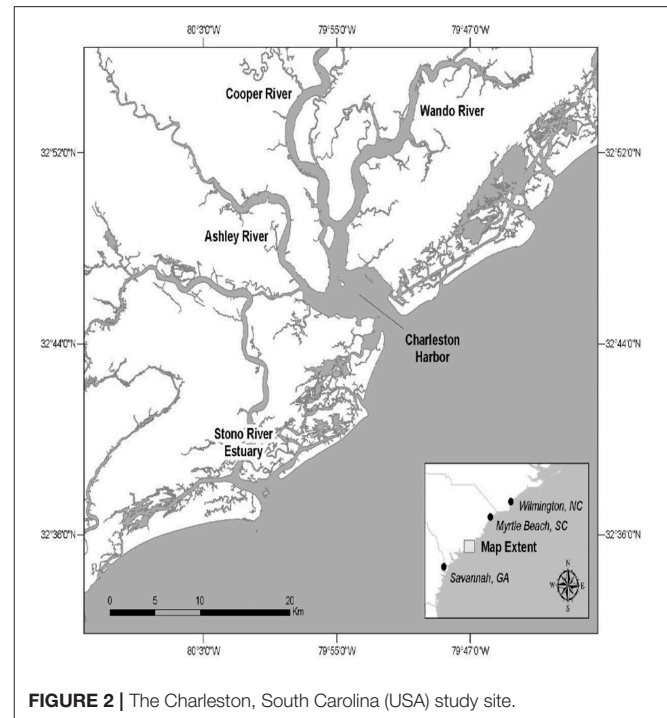 80°3'0"W 79°55'0"W 79°47'0"W
Cooper River
Wando River
32°52'0"N 32°52'0"N
Ashley River
32°44'0"N 32°44'0"N
Charleston
Harbor
Stono River
Estuary
Wilmington, NC
Myrtle Beach, SC
32°36'0"N 32°36'0"N
Map Extent
Savannah, GA
N
W E
S
0 5 10 20
Km
80°3'0"W 79°55'0"W 79°47'0"W
FIGURE 2 | The Charleston, South Carolina (USA) study site.